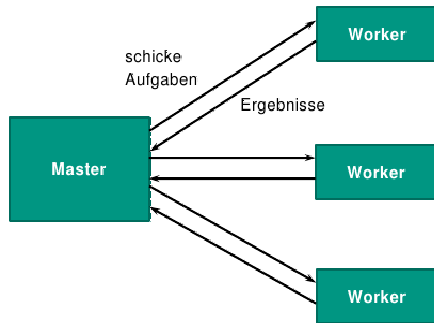 Worker
schicke
Aufgaben
Ergebnisse
Master
Worker
Worker